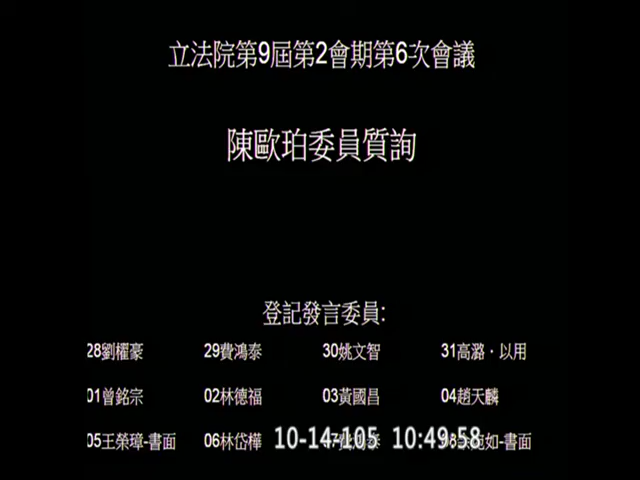 立法院第9屆第2會期第6次會議
陳歐珀委員質詢
登記發言委員:
28劉櫂豪 29費鴻泰 30姚文智 31高潞．以用
01曾銘宗 02林德福 03黃國昌 04趙天麟
05王榮璋-書面 06林岱樺 10-14-105 10:49:58 如-書面